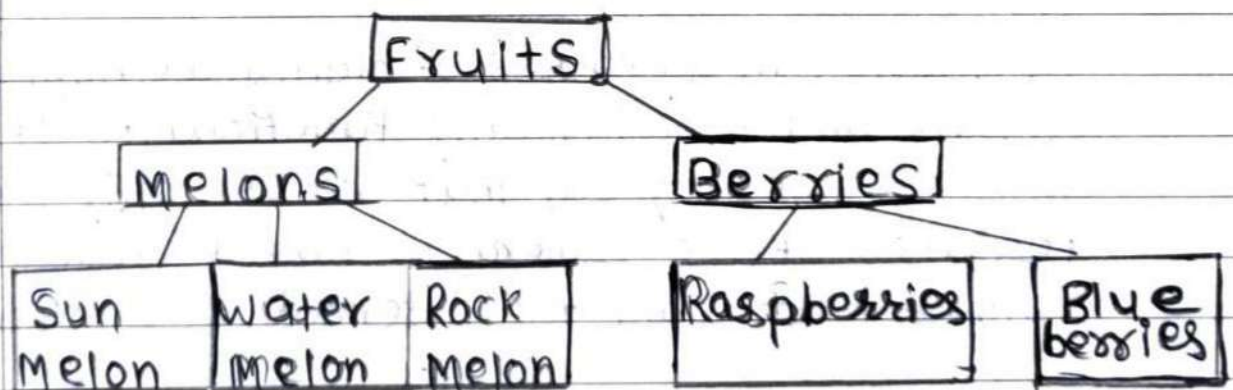 Fruits
Melons Berries
Sun Water Rock Raspberries Blue
Melon Melon Melon berries